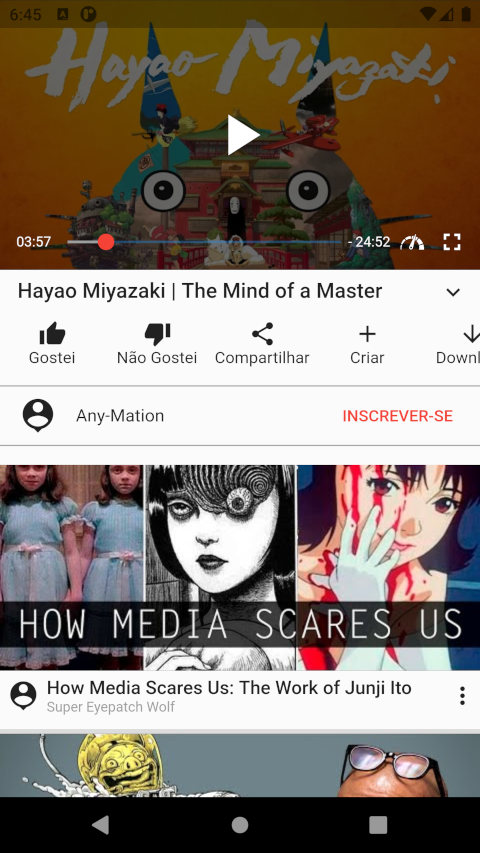 6:45
Hayao Miyazaki
03:57
- 24:52
Hayao Miyazaki | The Mind of a Master
Gostei
Não Gostei
Compartilhar
Criar
Downl
Any-Mation
INSCREVER-SE
HOW MEDIA SCARES US
How Media Scares Us: The Work of Junji Ito
Super Eyepatch Wolf